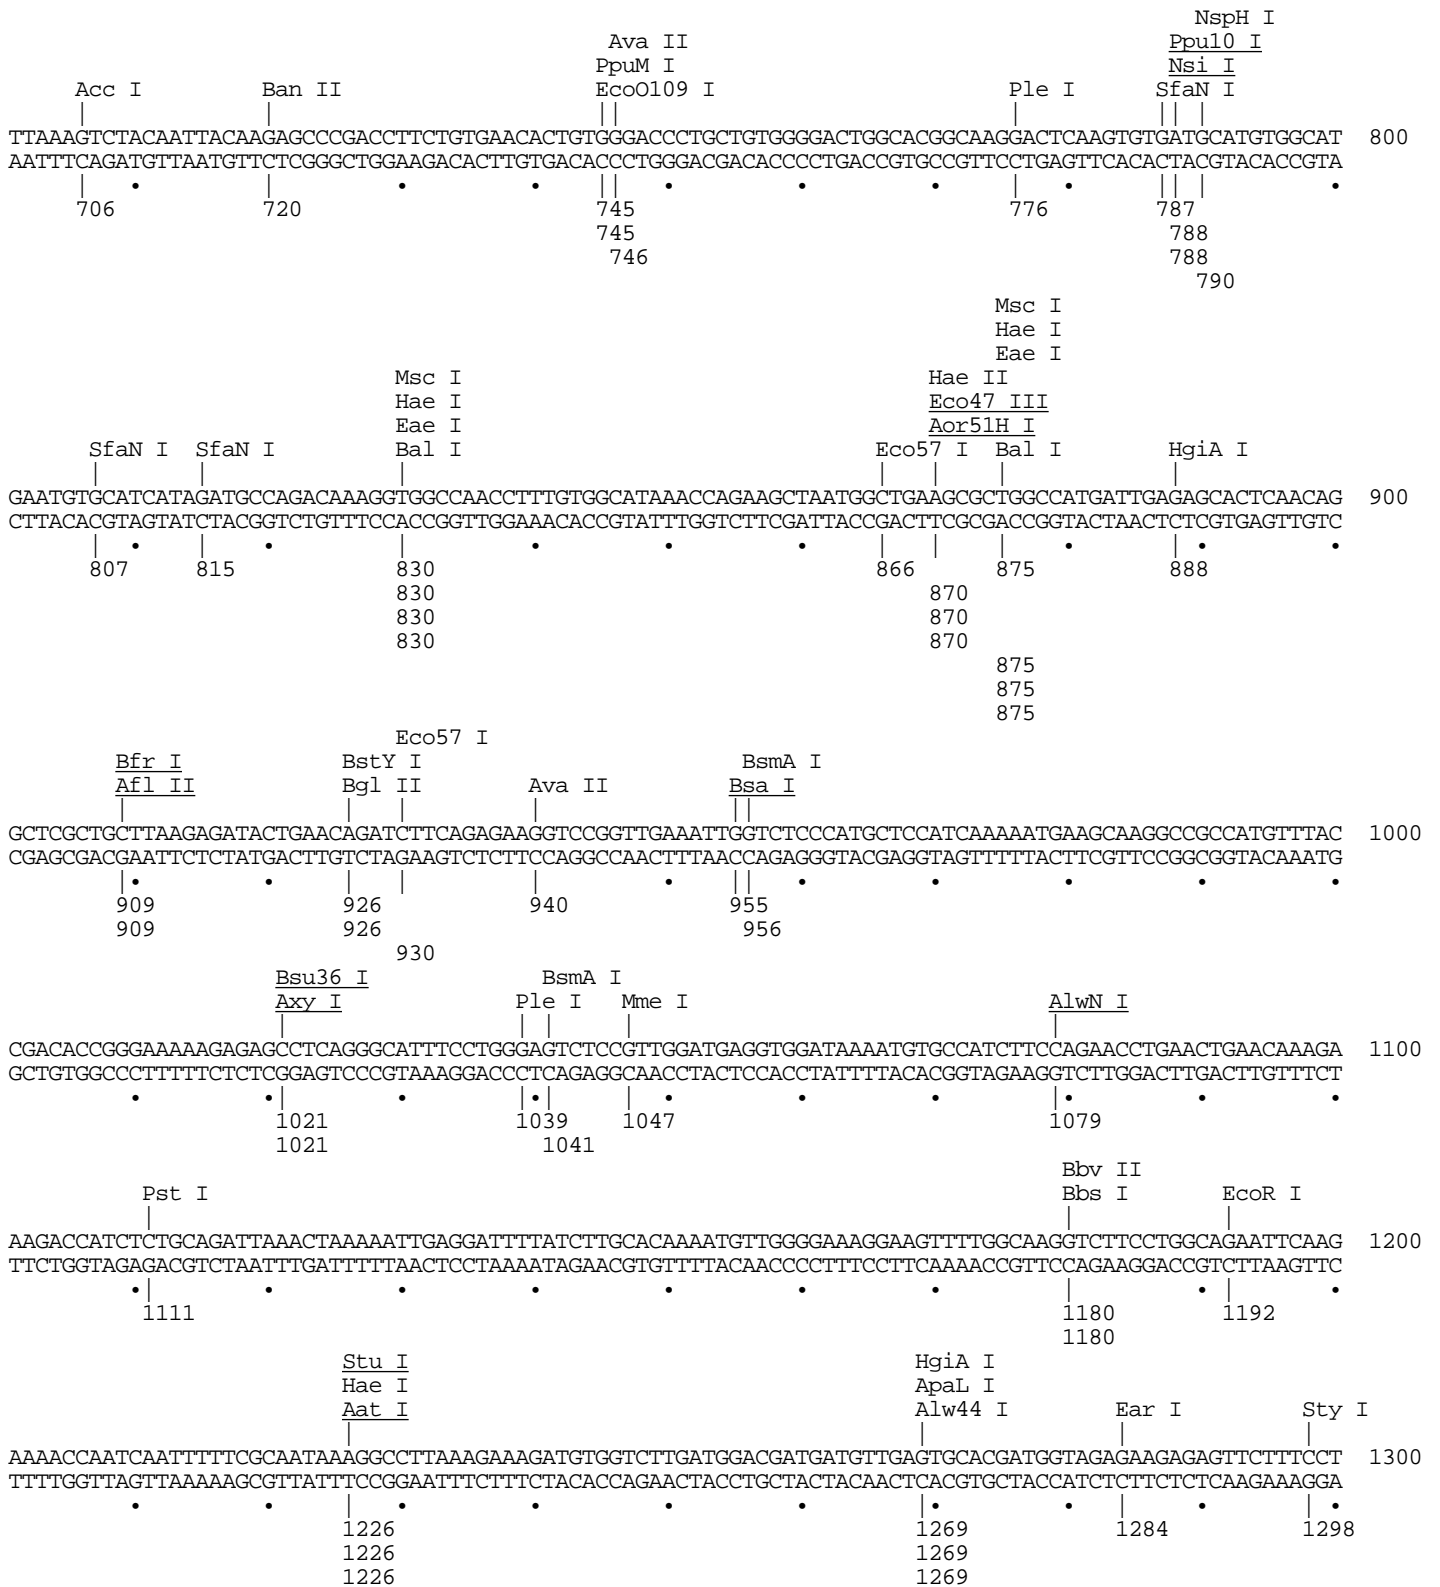 NspH I
Ava II Ppu10 I
PpuM I Nsi I
Acc I Ban II EcoO109 I Ple I SfaN I
TTAAAGTCTACAATTACAAGAGCCCGACCTTCTGTGAACACTGTGGGACCCTGCTGTGGGGACTGGCACGGCAAGGACTCAAGTGTGATGCATGTGGCAT 800
AATTTCAGATGTTAATGTTCTCGGGCTGGAAGACACTTGTGACACCCTGGGACGACACCCCTGACCGTGCCGTTCCTGAGTTCACACTACGTACACCGTA
706 720 745 776 787
745 788
746 788
790
Msc I
Hae I
Eae I
Msc I Hae II
Hae I Eco47 III
Eae I Aor51H I
SfaN I SfaN I Bal I Eco57 I Bal I HgiA I
GAATGTGCATCATAGATGCCAGACAAAGGTGGCCAACCTTTGTGGCATAAACCAGAAGCTAATGGCTGAAGCGCTGGCCATGATTGAGAGCACTCAACAG 900
CTTACACGTAGTATCTACGGTCTGTTTCCACCGGTTGGAAACACCGTATTTGGTCTTCGATTACCGACTTCGCGACCGGTACTAACTCTCGTGAGTTGTC
807 815 830 866 875 888
830 870
830 870
830 870
875
875
875
Eco57 I
Bfr I BstY I BsmA I
Afl II Bgl II Ava II Bsa I
GCTCGCTGCTTAAGAGATACTGAACAGATCTTCAGAGAAGGTCCGGTTGAAATTGGTCTCCCATGCTCCATCAAAAATGAAGCAAGGCCGCCATGTTTAC 1000
CGAGCGACGAATTCTCTATGACTTGTCTAGAAGTCTCTTCCAGGCCAACTTTAACCAGAGGGTACGAGGTAGTTTTTACTTCGTTCCGGCGGTACAAATG
909 926 940 955
909 926 956
930
Bsu36 I BsmA I
Axy I Ple I Mme I AlwN I
CGACACCGGGAAAAAGAGAGCCTCAGGGCATTTCCTGGGAGTCTCCGTTGGATGAGGTGGATAAAATGTGCCATCTTCCAGAACCTGAACTGAACAAAGA 1100
GCTGTGGCCCTTTTTCTCTCGGAGTCCCGTAAAGGACCCTCAGAGGCAACCTACTCCACCTATTTTACACGGTAGAAGGTCTTGGACTTGACTTGTTTCT
1021 1039 1047 1079
1021 1041
Bbv II
Pst I Bbs I EcoR I
AAGACCATCTCTGCAGATTAAACTAAAAATTGAGGATTTTATCTTGCACAAAATGTTGGGGAAAGGAAGTTTTGGCAAGGTCTTCCTGGCAGAATTCAAG 1200
TTCTGGTAGAGACGTCTAATTTGATTTTTAACTCCTAAAATAGAACGTGTTTTACAACCCCTTTCCTTCAAAACCGTTCCAGAAGGACCGTCTTAAGTTC
1111 1180 1192
1180
Stu I HgiA I
Hae I ApaL I
Aat I Alw44 I Ear I Sty I
AAAACCAATCAATTTTTCGCAATAAAGGCCTTAAAGAAAGATGTGGTCTTGATGGACGATGATGTTGAGTGCACGATGGTAGAGAAGAGAGTTCTTTCCT 1300
TTTTGGTTAGTTAAAAAGCGTTATTTCCGGAATTTCTTTCTACACCAGAACTACCTGCTACTACAACTCACGTGCTACCATCTCTTCTCTCAAGAAAGGA
1226 1269 1284 1298
1226 1269
1226 1269